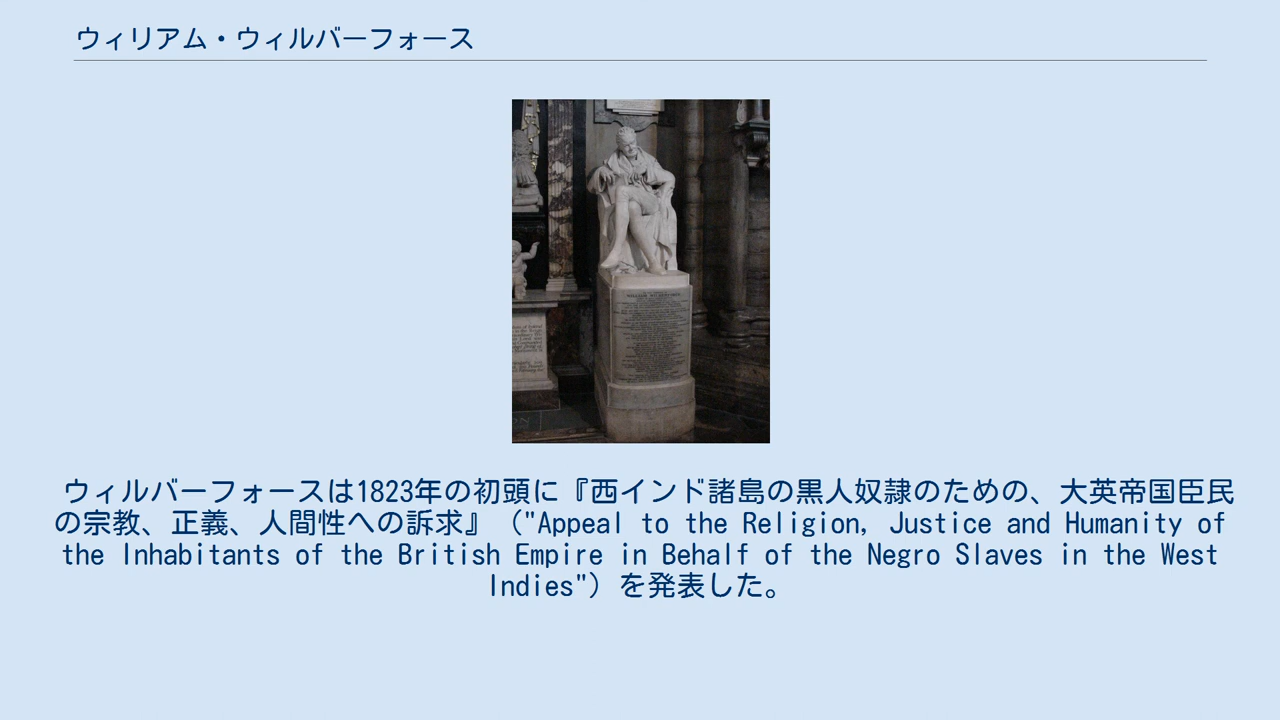 ウィリアム・ウィルバーフォース
ウィルバーフォースは1823年の初頭に『西インド諸島の黒人奴隷のための、大英帝国臣民
の宗教、正義、人間性への訴求』（"Appeal to the Religion, Justice and Humanity of
the Inhabitants of the British Empire in Behalf of the Negro Slaves in the West
Indies"）を発表した。